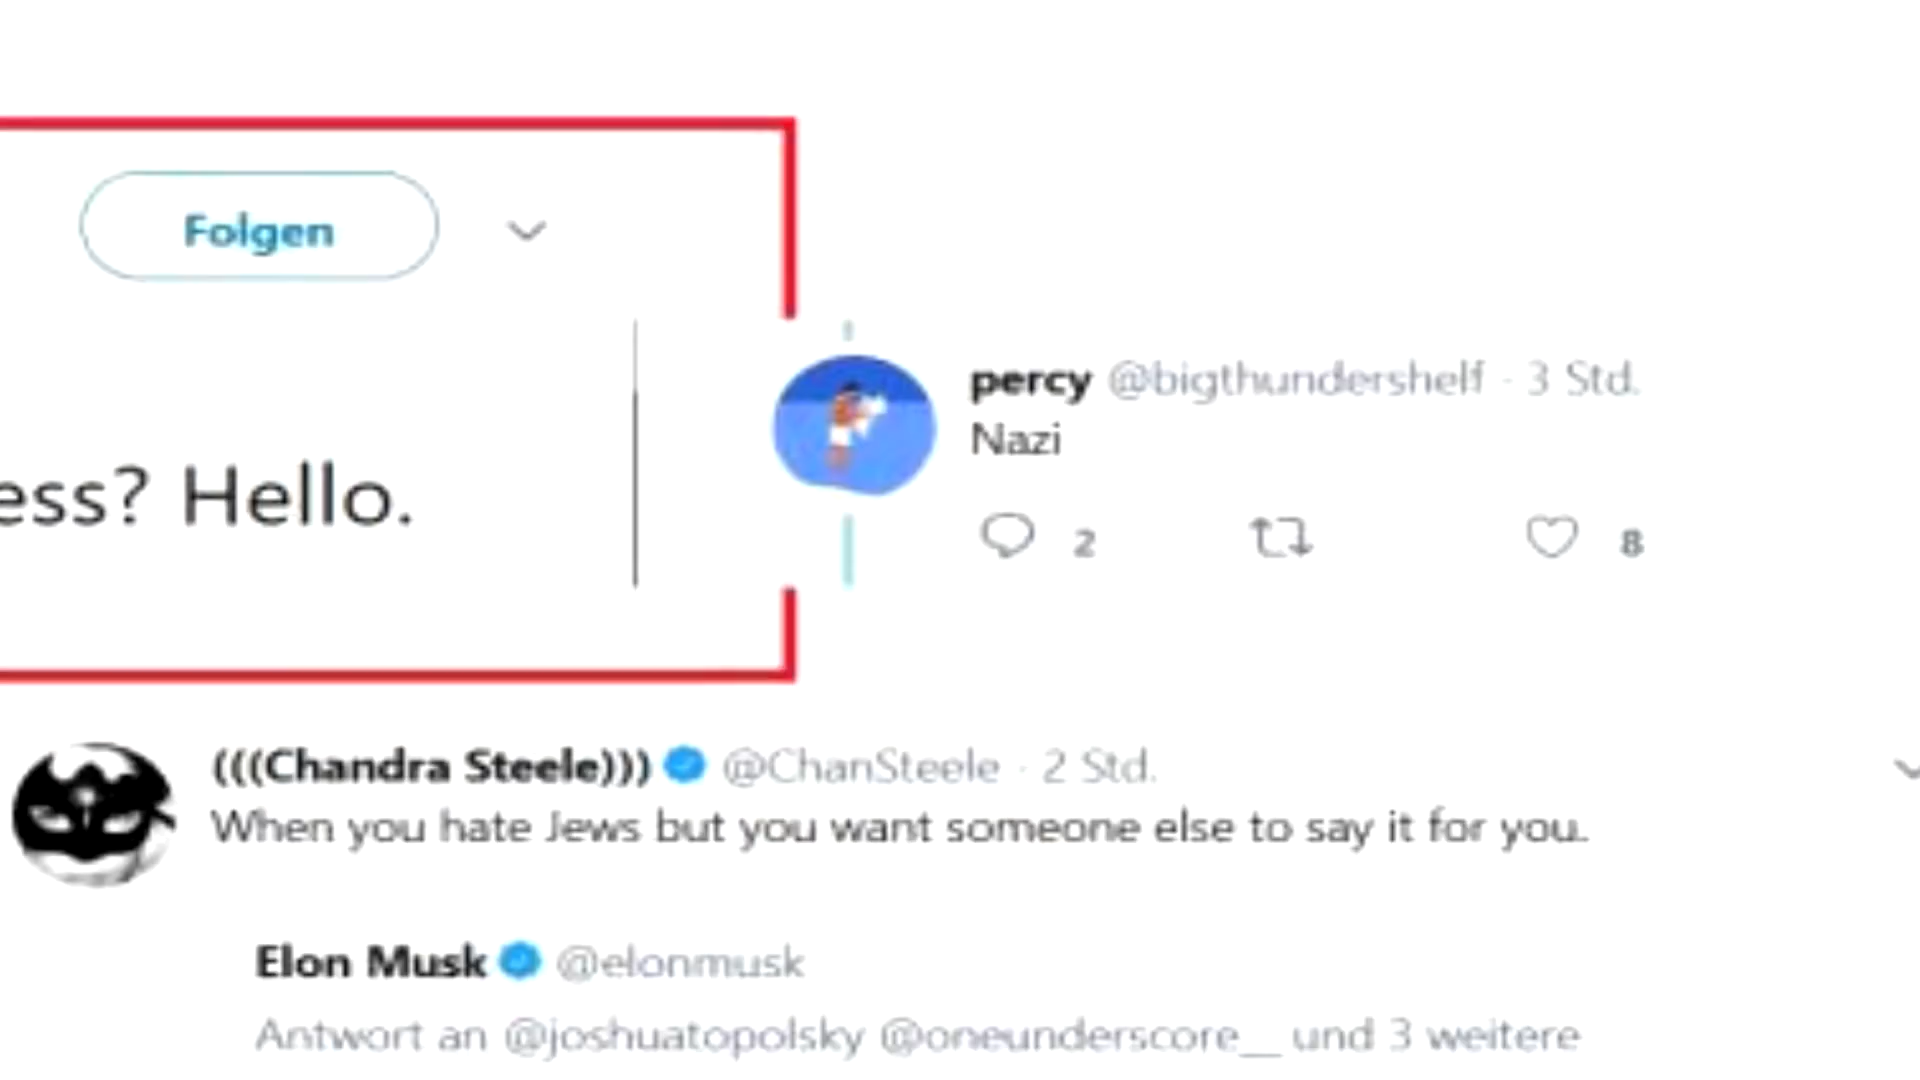 Folgen
ess? Hello.
percy @bigthundershelf · 3 Std.
Nazi
2 8
(((Chandra Steele))) @ChanSteele · 2 Std.
When you hate Jews but you want someone else to say it for you.
Elon Musk @elonmusk
Antwort an @joshuatopolsky @oneunderscore__ und 3 weitere